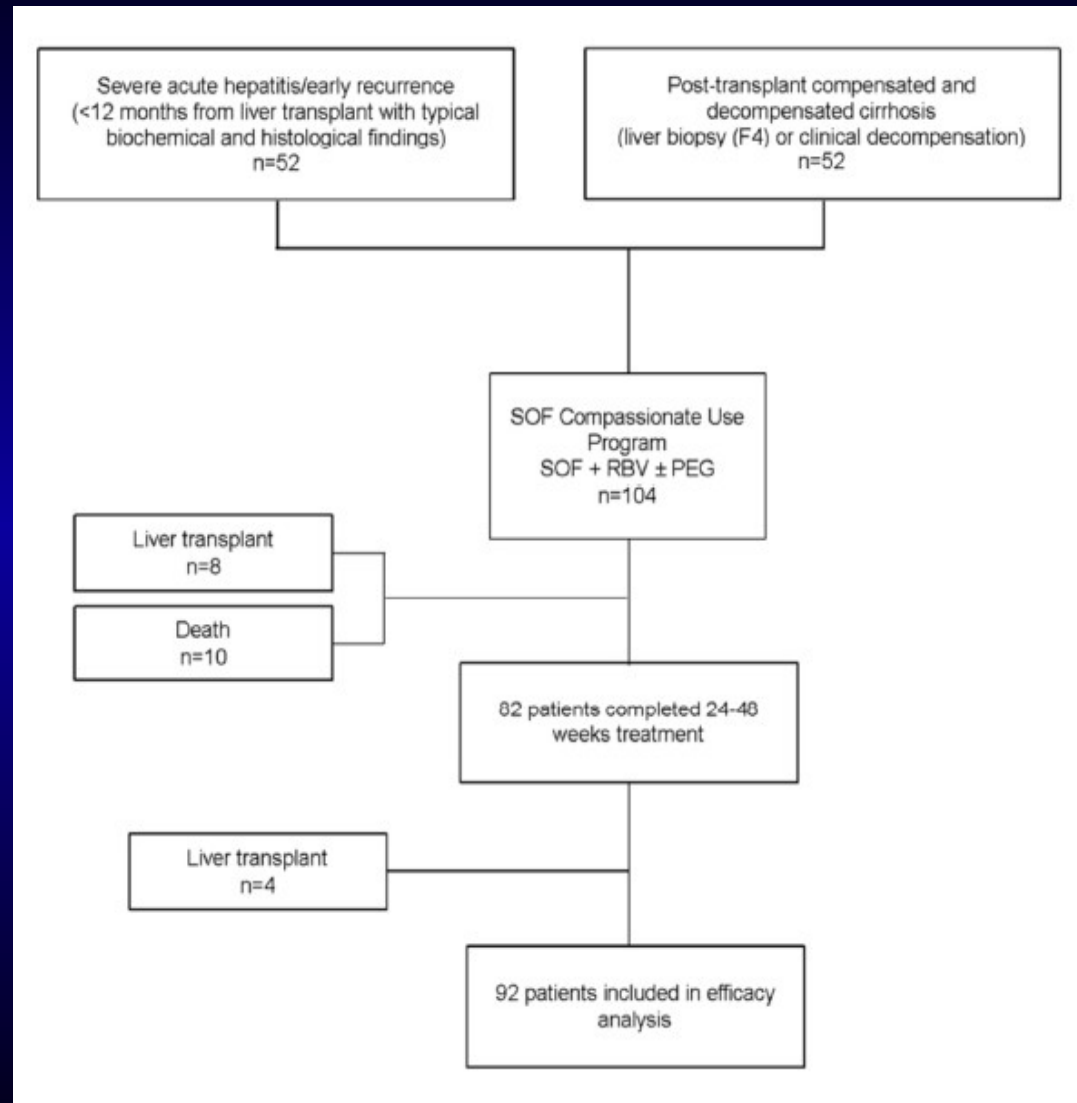 Severe acute hepatitis/early recurrence
(<12 months from liver transplant with typical
biochemical and histological findings)
n=52
Post-transplant compensated and
decompensated cirrhosis
(liver biopsy (F4) or clinical decompensation)
n=52
SOF Compassionate Use
Program
SOF + RBV ± PEG
n=104
Liver transplant
n=8
Death
n=10
82 patients completed 24-48
weeks treatment
Liver transplant
n=4
92 patients included in efficacy
analysis